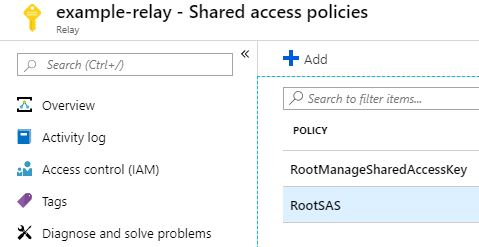 example-relay - Shared access policies
Relay
Search (Ctrl+/)
«
Overview
Activity log
Access control (IAM)
Tags
Diagnose and solve problems
Add
Search to filter items...
POLICY
RootManageSharedAccessKey
RootSAS